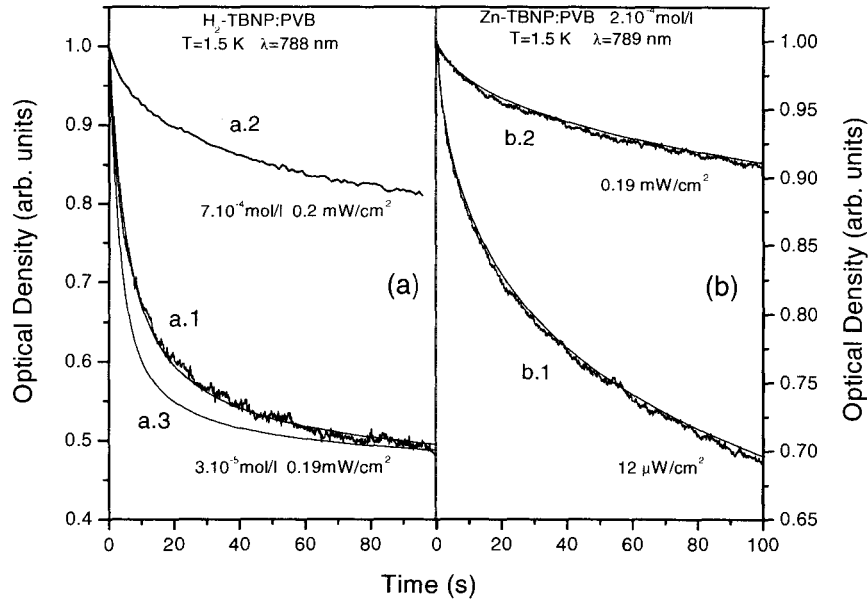 H₂-TBNP:PVB
T=1.5 K λ=788 nm
Zn-TBNP:PVB 2.10⁻⁴mol/l
T=1.5 K λ=789 nm
Optical Density (arb. units)
1.0
0.9
0.8
0.7
0.6
0.5
0.4
a.2
7.10⁻⁴mol/l 0.2 mW/cm²
(a)
a.1
a.3
3.10⁻⁵mol/l 0.19mW/cm²
b.2
0.19 mW/cm²
(b)
b.1
12 μW/cm²
1.00
0.95
0.90
0.85
0.80
0.75
0.70
0.65
Optical Density (arb. units)
0 20 40 60 80 0 20 40 60 80 100
Time (s)